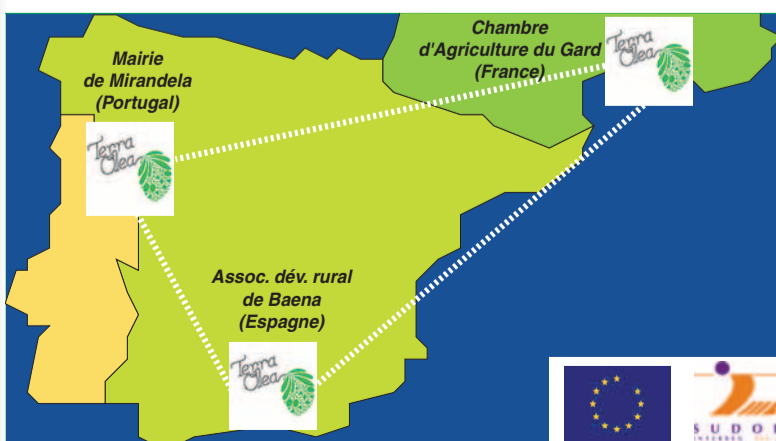 Chambre
d'Agriculture du Gard
(France)
Terra
Olea
Mairie
de Mirandela
(Portugal)
Terra
Olea
Assoc. dév. rural
de Baena
(Espagne)
Terra
Olea